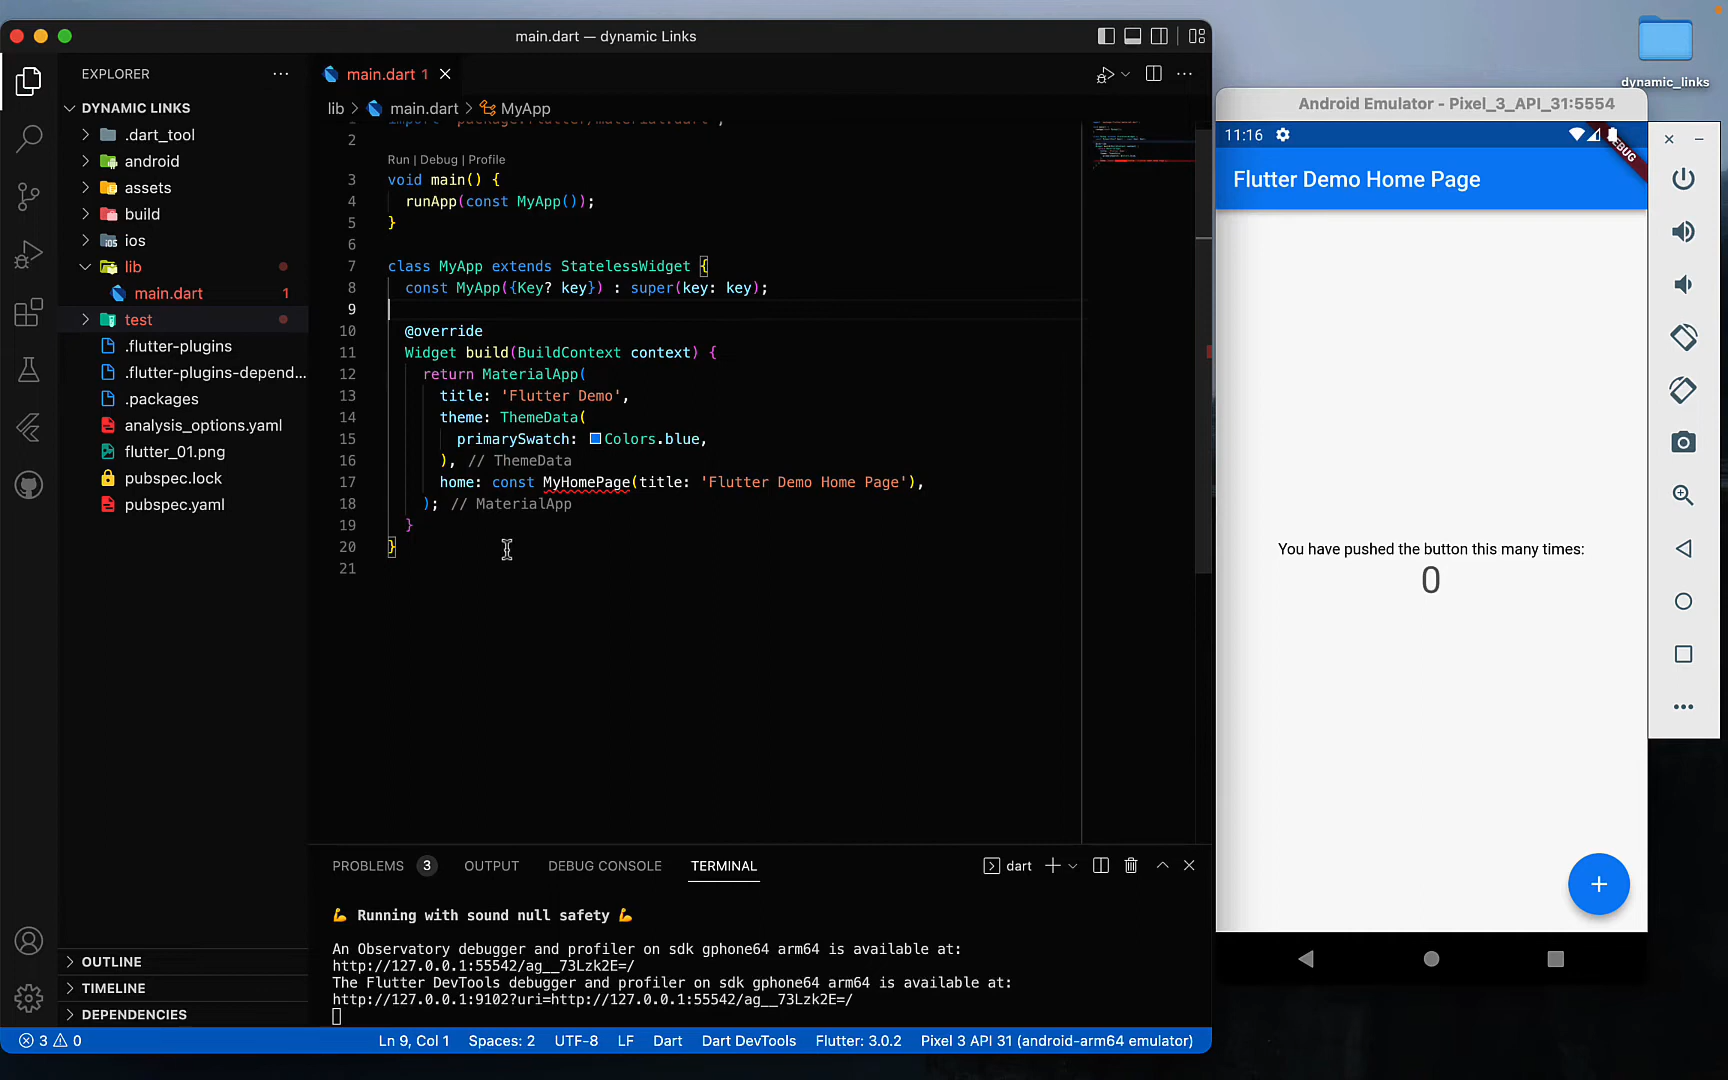 main.dart — dynamic Links
EXPLORER
DYNAMIC LINKS
.dart_tool
android
assets
build
ios
lib
main.dart 1
test
.flutter-plugins
.flutter-plugins-depend...
.packages
analysis_options.yaml
flutter_01.png
pubspec.lock
pubspec.yaml
OUTLINE
TIMELINE
DEPENDENCIES
main.dart 1
lib > main.dart > MyApp
import 'package:flutter/material.dart';
2
Run | Debug | Profile
3 void main() {
4 runApp(const MyApp());
5 }
6
7 class MyApp extends StatelessWidget {
8 const MyApp({Key? key}) : super(key: key);
9
10 @override
11 Widget build(BuildContext context) {
12 return MaterialApp(
13 title: 'Flutter Demo',
14 theme: ThemeData(
15 primarySwatch: Colors.blue,
16 ), // ThemeData
17 home: const MyHomePage(title: 'Flutter Demo Home Page'),
18 ); // MaterialApp
19 }
20 }
21
PROBLEMS 3 OUTPUT DEBUG CONSOLE TERMINAL
dart
💪 Running with sound null safety 💪
An Observatory debugger and profiler on sdk gphone64 arm64 is available at:
http://127.0.0.1:55542/ag__73Lzk2E=/
The Flutter DevTools debugger and profiler on sdk gphone64 arm64 is available at:
http://127.0.0.1:9102?uri=http://127.0.0.1:55542/ag__73Lzk2E=/
3 0 Ln 9, Col 1 Spaces: 2 UTF-8 LF Dart Dart DevTools Flutter: 3.0.2 Pixel 3 API 31 (android-arm64 emulator)
dynamic_links
Android Emulator - Pixel_3_API_31:5554
11:16
DEBUG
Flutter Demo Home Page
You have pushed the button this many times:
0